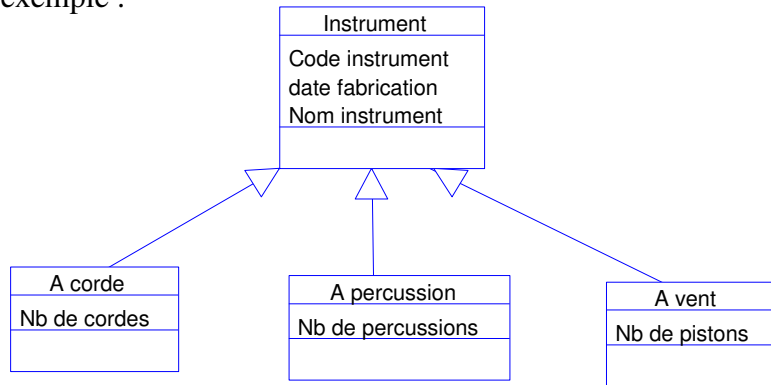 exemple :
Instrument
Code instrument
date fabrication
Nom instrument
A corde
Nb de cordes
A percussion
Nb de percussions
A vent
Nb de pistons